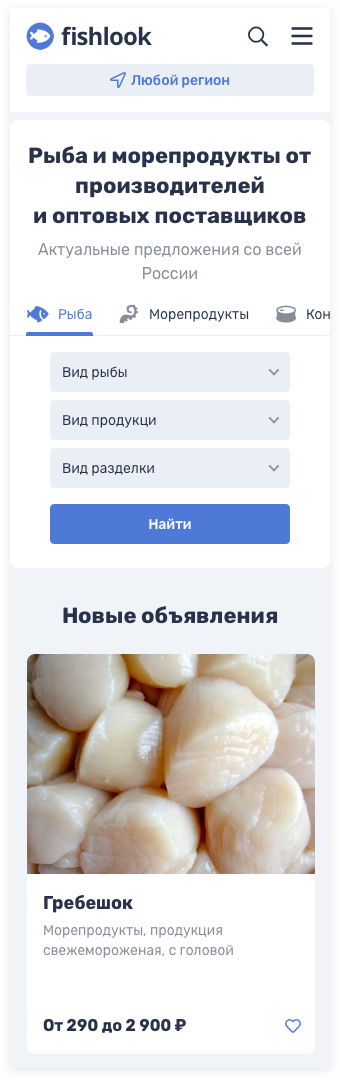 fishlook
Любой регион
Рыба и морепродукты от
производителей
и оптовых поставщиков
Актуальные предложения со всей
России
Рыба Морепродукты Кон
Вид рыбы
Вид продукци
Вид разделки
Найти
Новые объявления
Гребешок
Морепродукты, продукция
свежемороженая, с головой
От 290 до 2 900 ₽